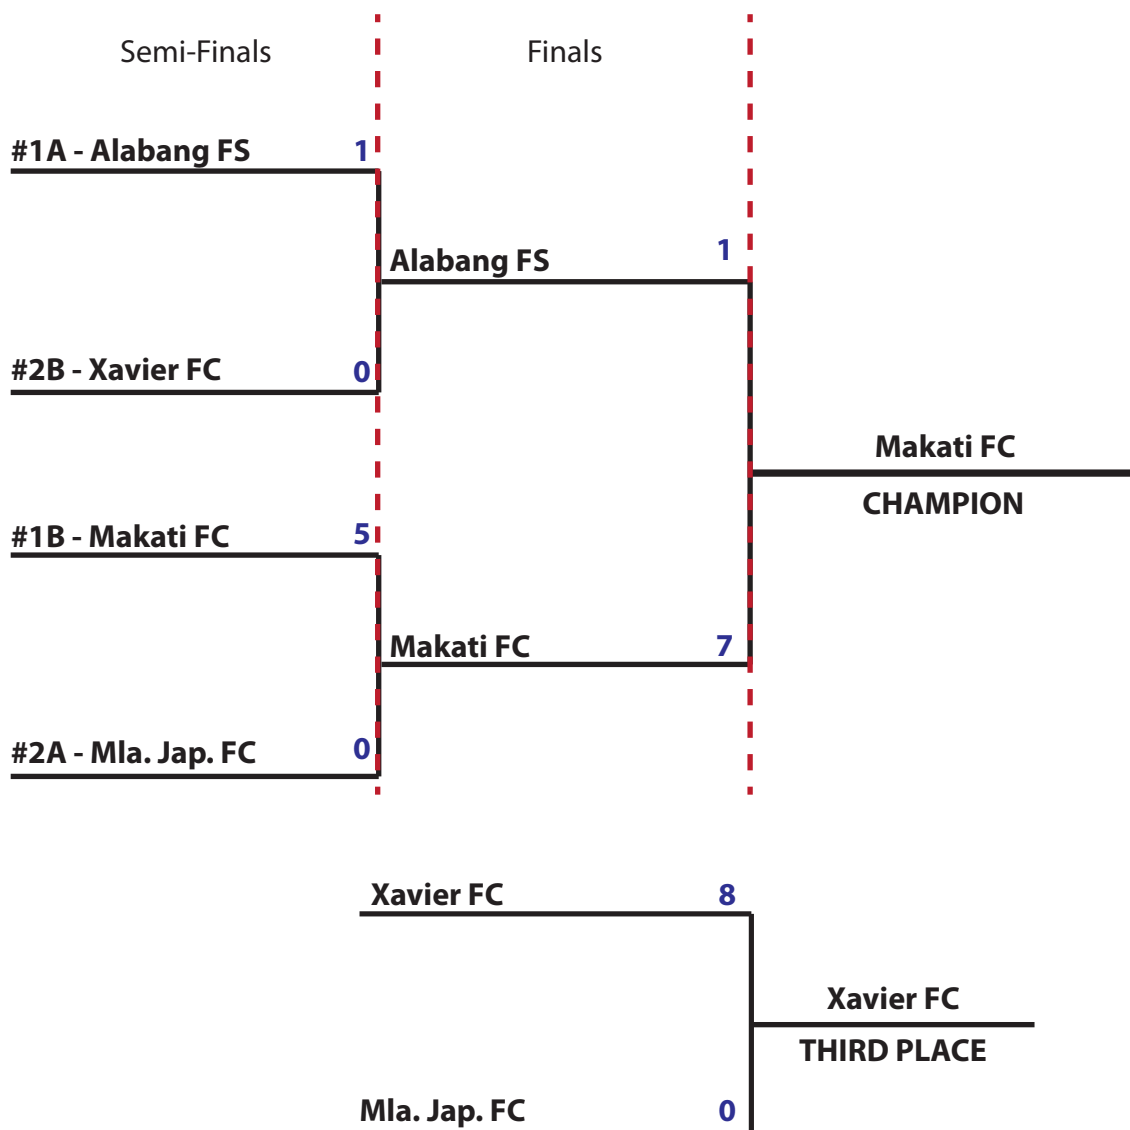 Semi-Finals
Finals
#1A - Alabang FS 1
Alabang FS 1
#2B - Xavier FC 0
Makati FC
CHAMPION
#1B - Makati FC 5
Makati FC 7
#2A - Mla. Jap. FC 0
Xavier FC 8
Xavier FC
THIRD PLACE
Mla. Jap. FC 0